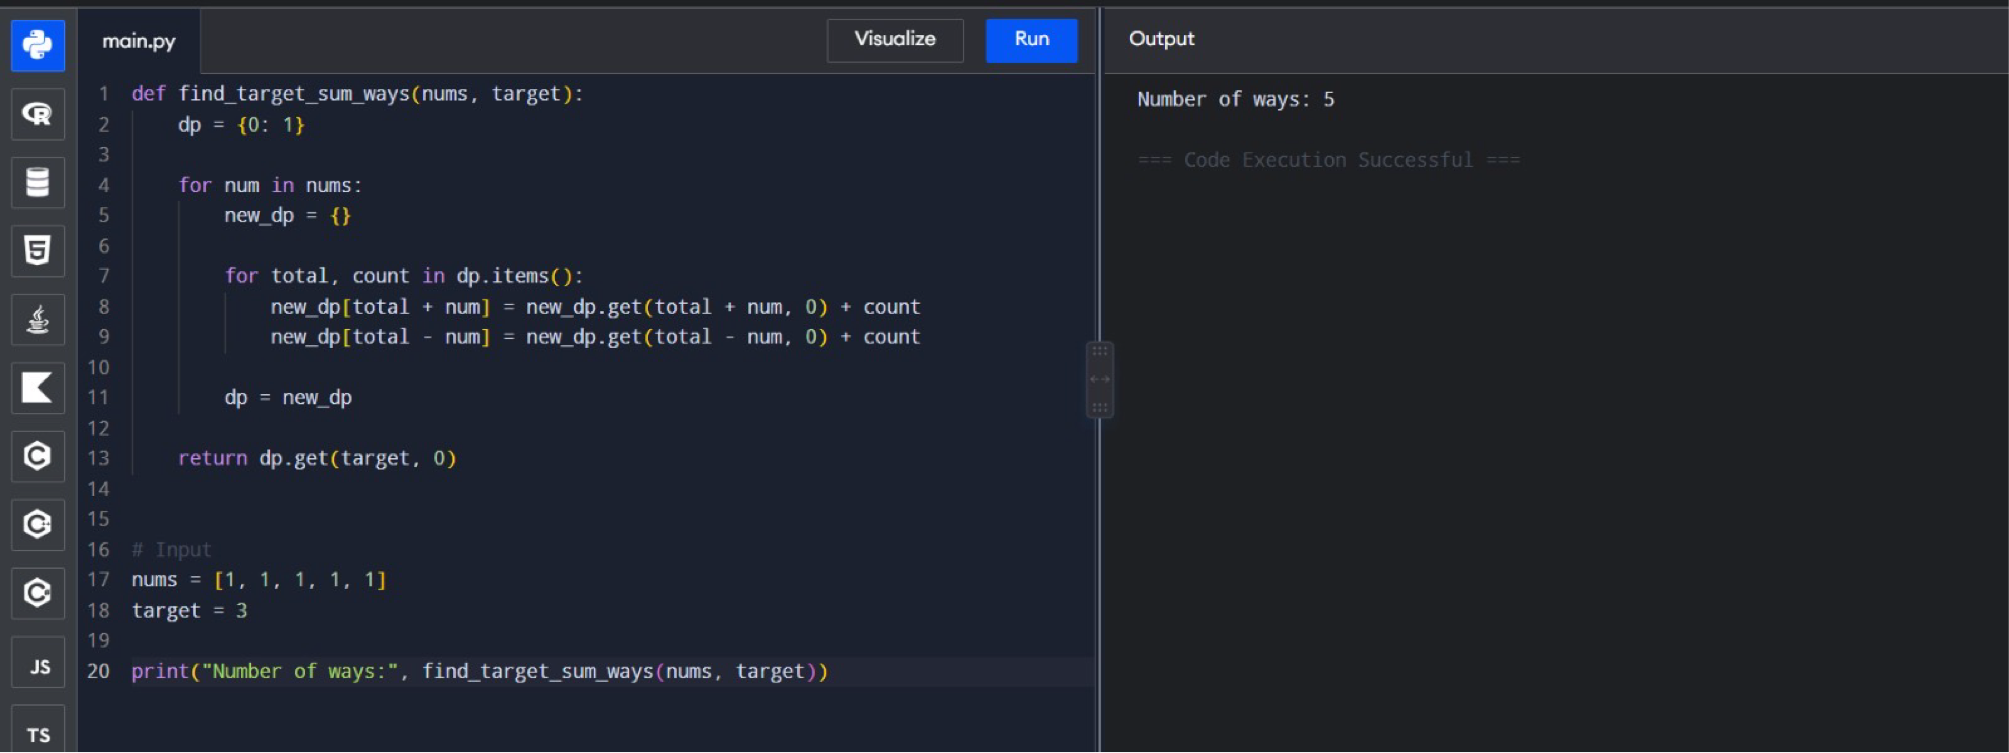 main.py
Visualize
Run
Output
1 def find_target_sum_ways(nums, target):
2     dp = {0: 1}
3
4     for num in nums:
5         new_dp = {}
6
7         for total, count in dp.items():
8             new_dp[total + num] = new_dp.get(total + num, 0) + count
9             new_dp[total - num] = new_dp.get(total - num, 0) + count
10
11         dp = new_dp
12
13     return dp.get(target, 0)
14
15
16 # Input
17 nums = [1, 1, 1, 1, 1]
18 target = 3
19
20 print("Number of ways:", find_target_sum_ways(nums, target))
Number of ways: 5
=== Code Execution Successful ===
R
5
C
C
C
JS
TS